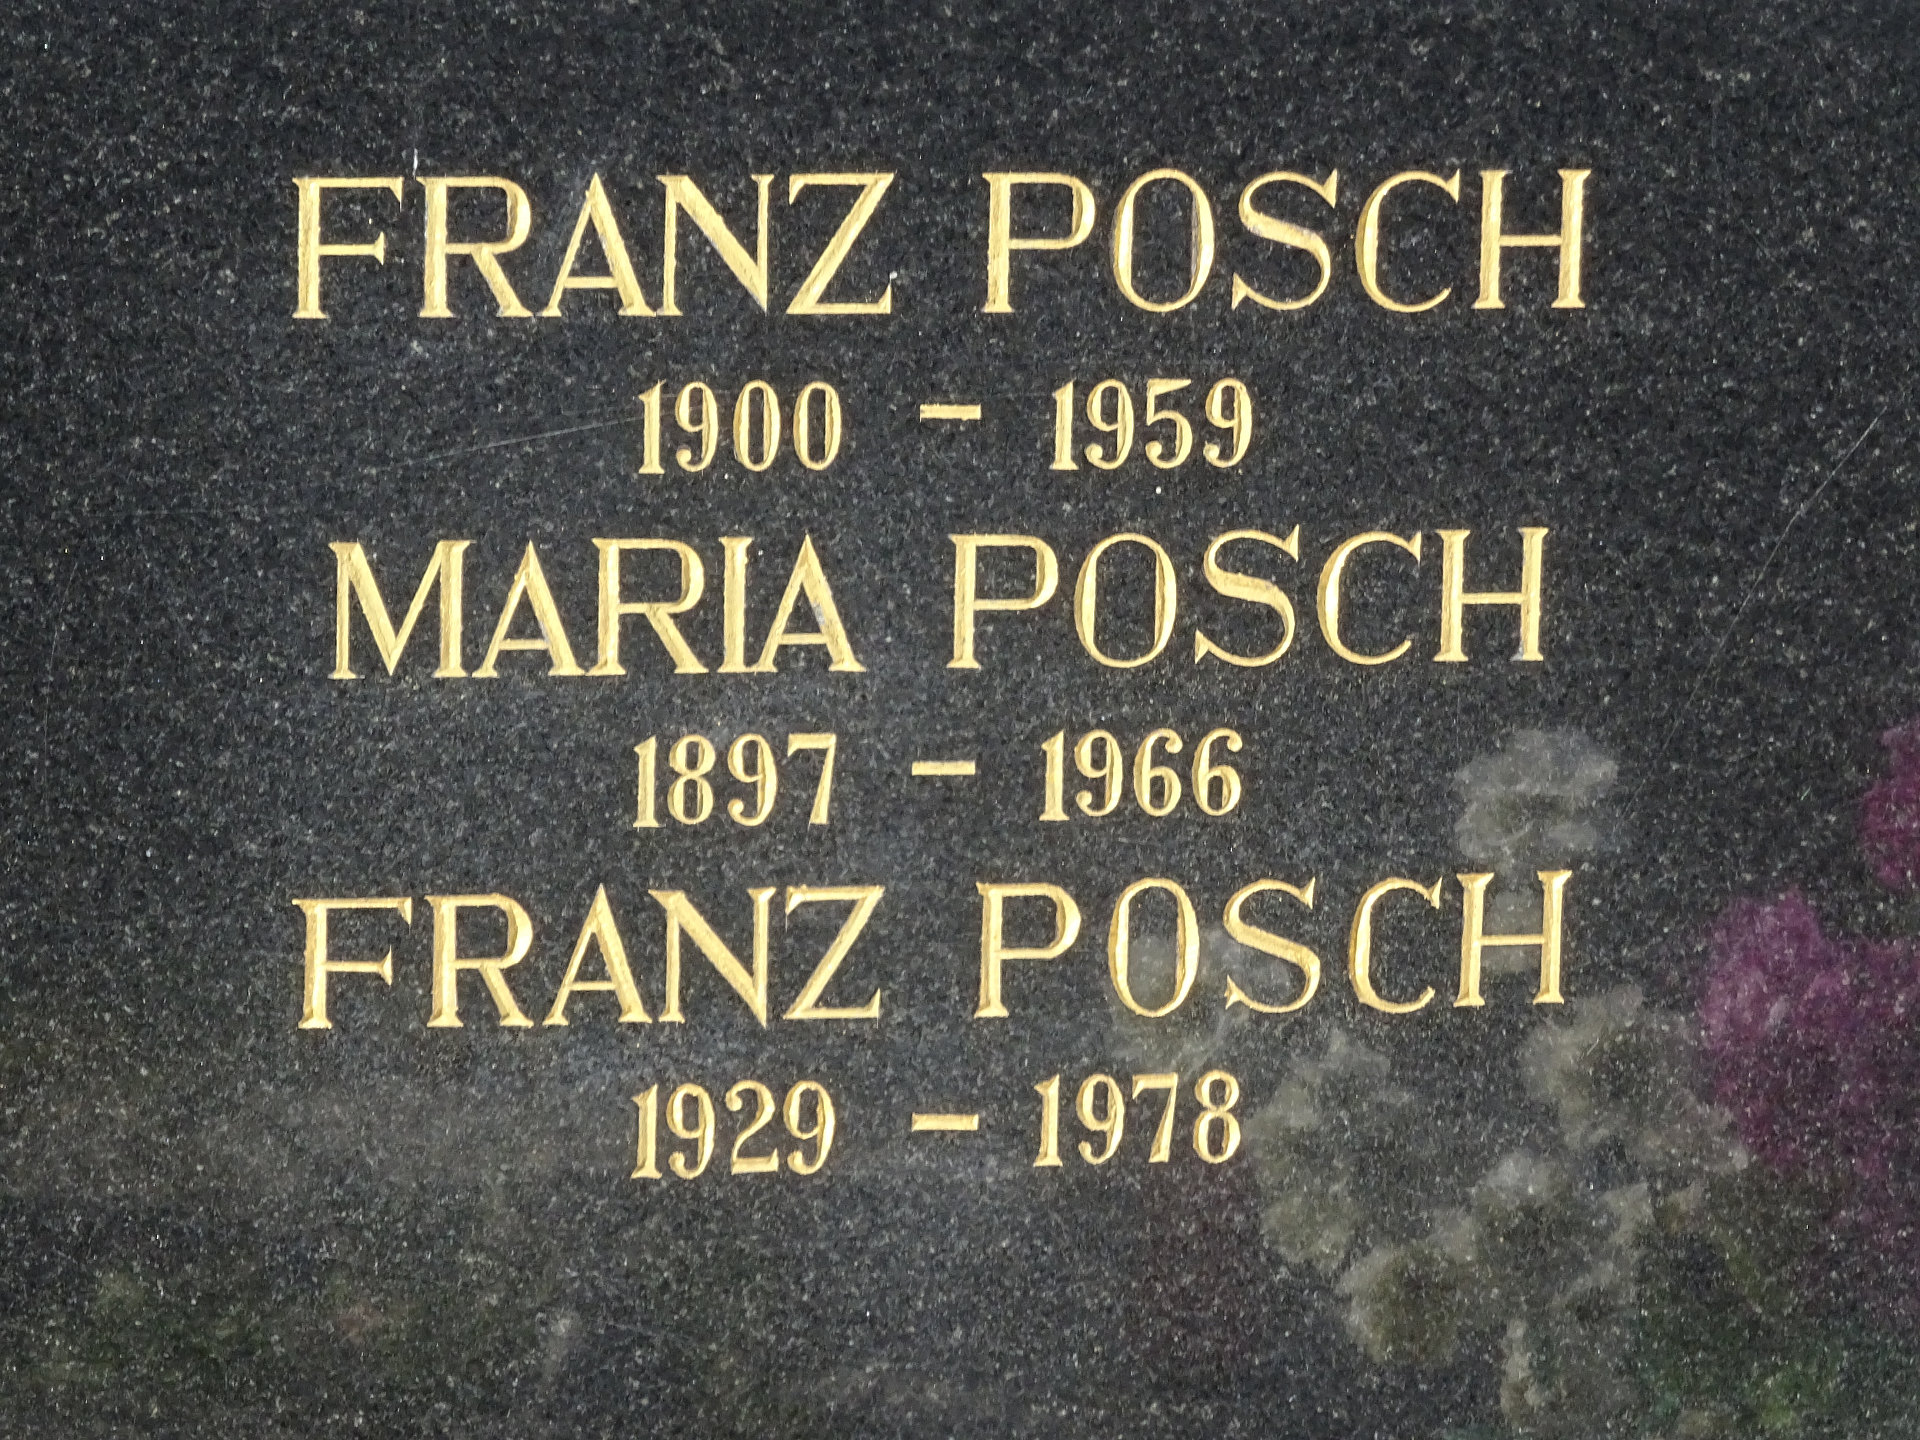 FRANZ POSCH
1900 – 1959
MARIA POSCH
1897 – 1966
FRANZ POSCH
1929 – 1978